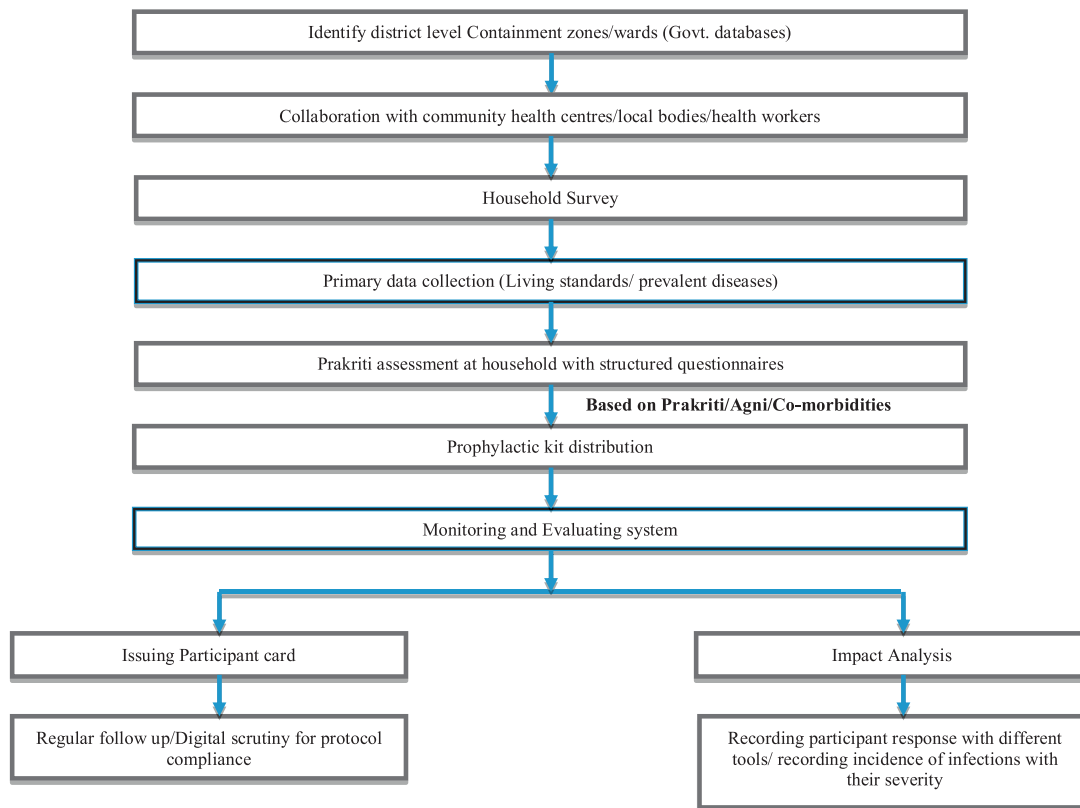 Identify district level Containment zones/wards (Govt. databases)
Collaboration with community health centres/local bodies/health workers
Household Survey
Primary data collection (Living standards/ prevalent diseases)
Prakriti assessment at household with structured questionnaires
Based on Prakriti/Agni/Co-morbidities
Prophylactic kit distribution
Monitoring and Evaluating system
Issuing Participant card
Impact Analysis
Regular follow up/Digital scrutiny for protocol
compliance
Recording participant response with different
tools/ recording incidence of infections with
their severity